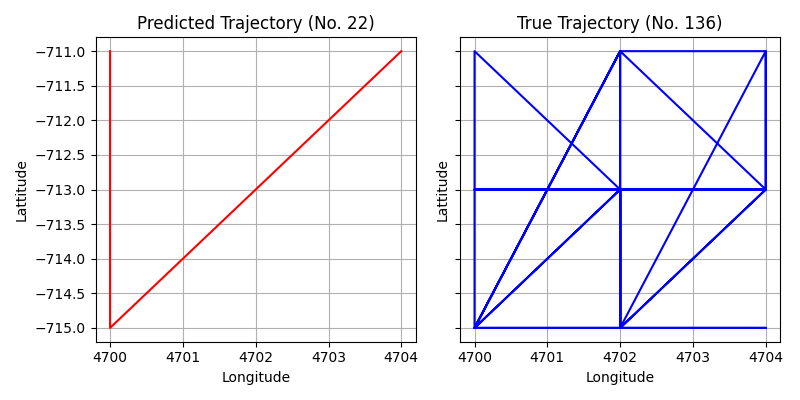 Predicted Trajectory (No. 22)
True Trajectory (No. 136)
Lattitude
−711.0
−711.5
−712.0
−712.5
−713.0
−713.5
−714.0
−714.5
−715.0
4700 4701 4702 4703 4704
Longitude
Lattitude
4700 4701 4702 4703 4704
Longitude